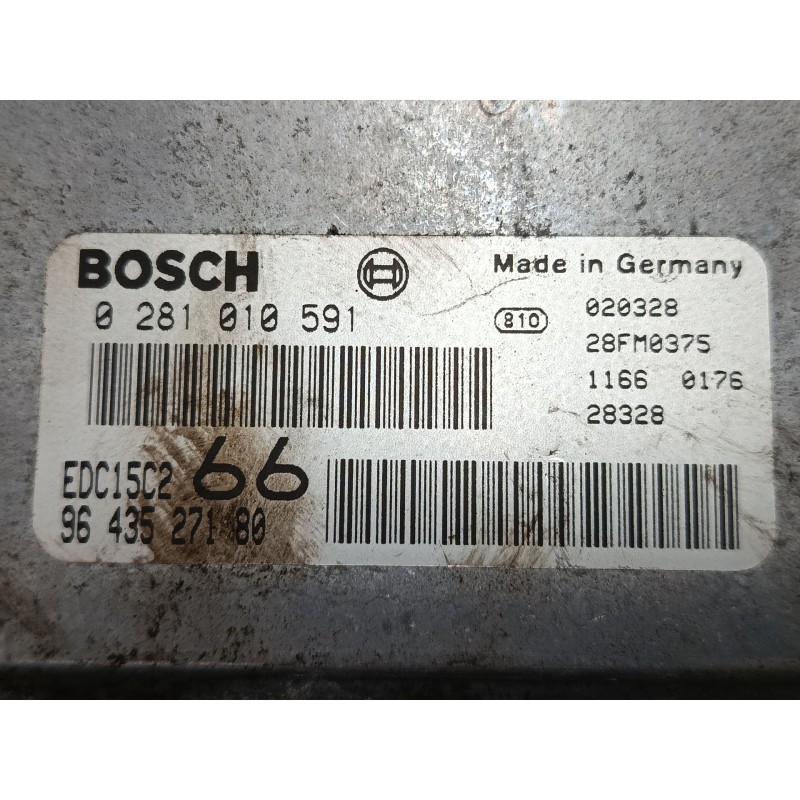 BOSCH
Made in Germany
0 281 010 591
810
020328
28FM0375
1166 0176
28328
EDC15C2 66
96 435 271 80